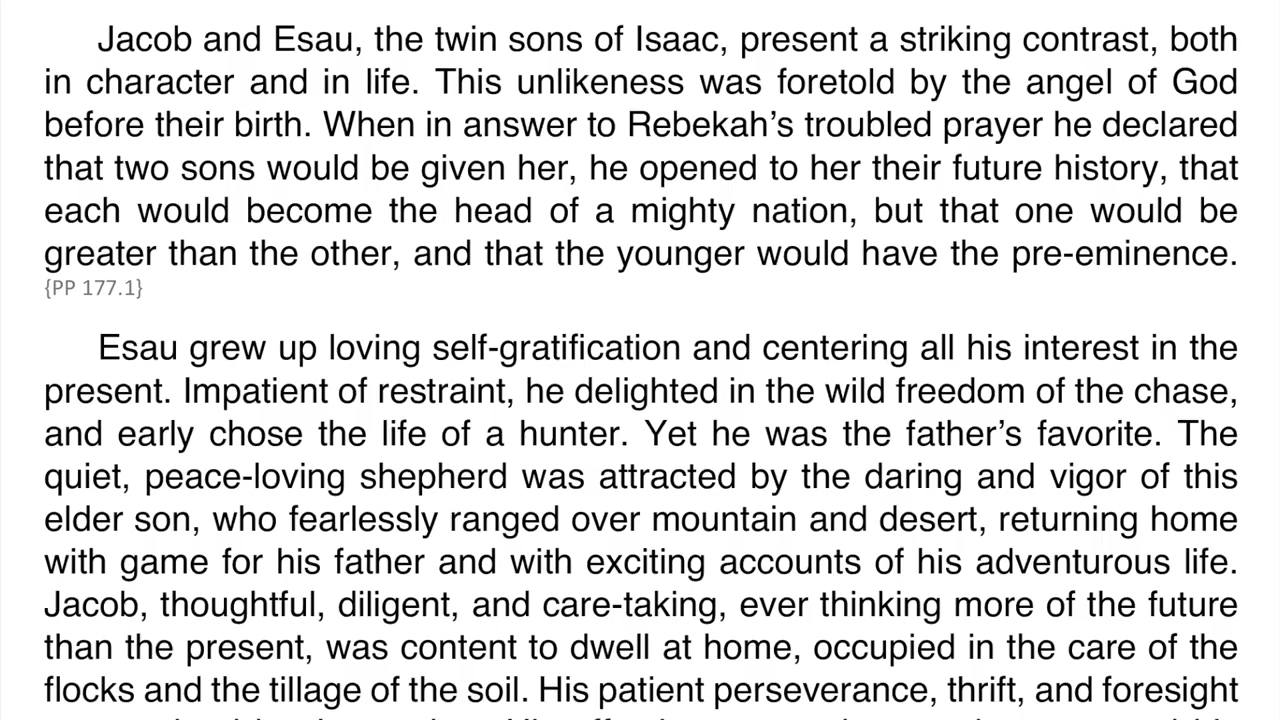 Jacob and Esau, the twin sons of Isaac, present a striking contrast, both
in character and in life. This unlikeness was foretold by the angel of God
before their birth. When in answer to Rebekah’s troubled prayer he declared
that two sons would be given her, he opened to her their future history, that
each would become the head of a mighty nation, but that one would be
greater than the other, and that the younger would have the pre-eminence.
{PP 177.1}
Esau grew up loving self-gratification and centering all his interest in the
present. Impatient of restraint, he delighted in the wild freedom of the chase,
and early chose the life of a hunter. Yet he was the father’s favorite. The
quiet, peace-loving shepherd was attracted by the daring and vigor of this
elder son, who fearlessly ranged over mountain and desert, returning home
with game for his father and with exciting accounts of his adventurous life.
Jacob, thoughtful, diligent, and care-taking, ever thinking more of the future
than the present, was content to dwell at home, occupied in the care of the
flocks and the tillage of the soil. His patient perseverance, thrift, and foresight